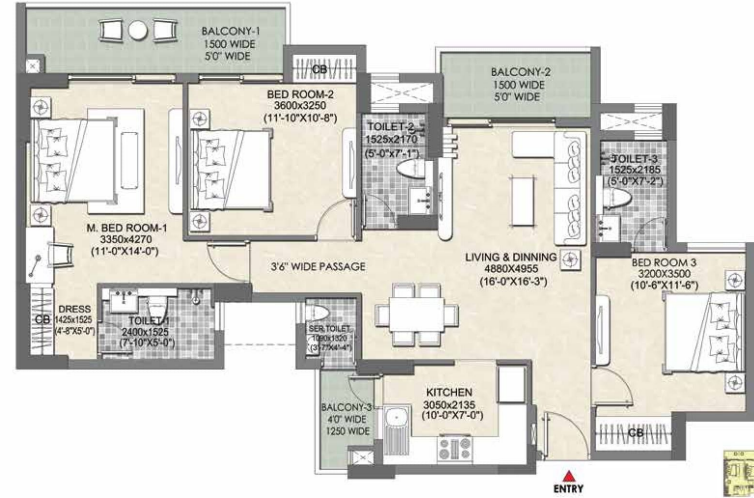 BALCONY-1
1500 WIDE
5'0" WIDE
CB
BED ROOM-2
3600x3250
(11'-10"X10'-8")
BALCONY-2
1500 WIDE
5'0" WIDE
TOILET-2
1525x2170
(5'-0"X7'-1")
TOILET-3
1525x2185
(5'-0"X7'-2")
M. BED ROOM-1
3350x4270
(11'-0"X14'-0")
3'6" WIDE PASSAGE
LIVING & DINNING
4880X4955
(16'-0"X16'-3")
BED ROOM 3
3200X3500
(10'-6"X11'-6")
CB
DRESS
1425x1525
(4'-8"X5'-0")
TOILET-1
2400x1525
(7'-10"X5'-0")
SER.TOILET
(3'-7"X4'-4")
BALCONY-3
4'0" WIDE
1250 WIDE
KITCHEN
3050x2135
(10'-0"X7'-0")
CB
ENTRY